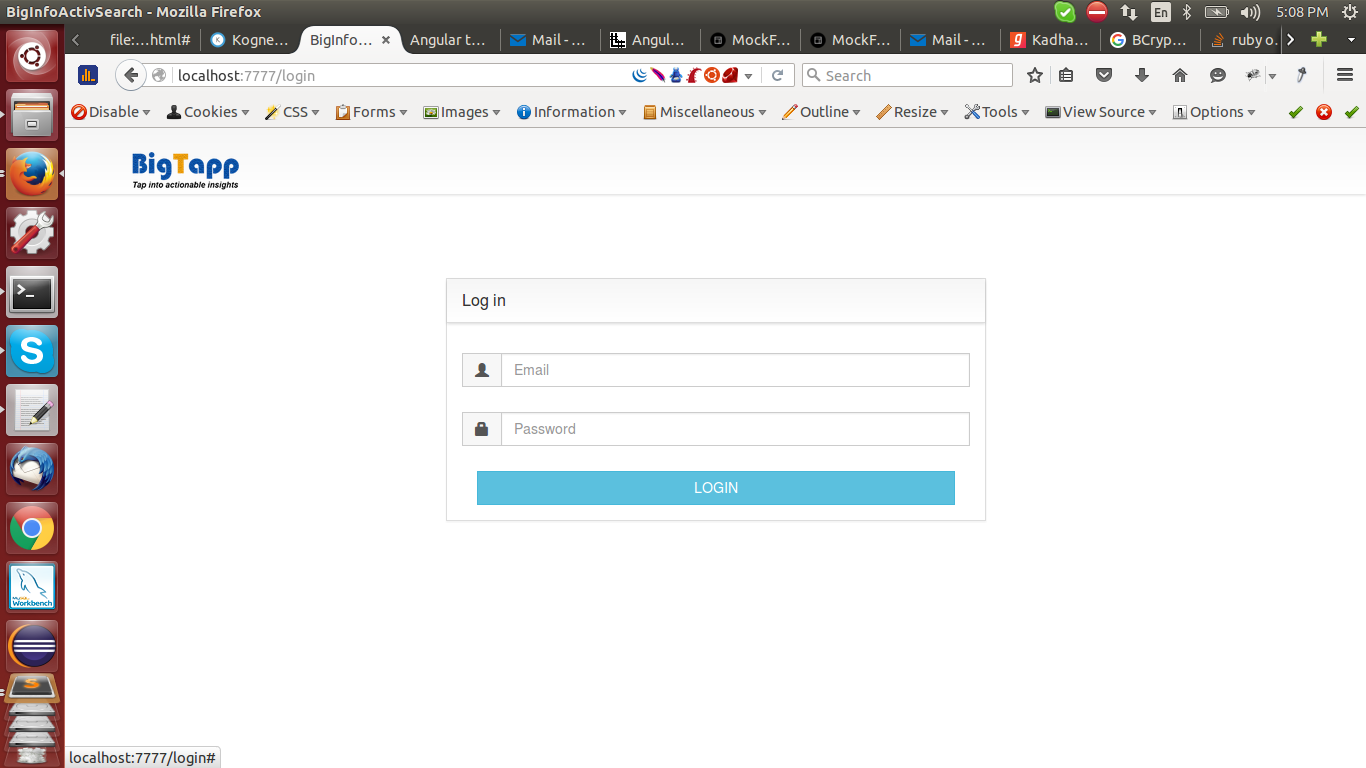 BigInfoActivSearch - Mozilla Firefox
En
5:08 PM
file:...html#
Kogne...
BigInfo...
Angular t...
Mail - ...
Angul...
MockF...
MockF...
Mail - ...
Kadha...
BCryp...
ruby o...
localhost:7777/login
Search
Disable
Cookies
CSS
Forms
Images
Information
Miscellaneous
Outline
Resize
Tools
View Source
Options
BigTapp
Tap into actionable insights
Log in
Email
Password
LOGIN
Workbench
localhost:7777/login#